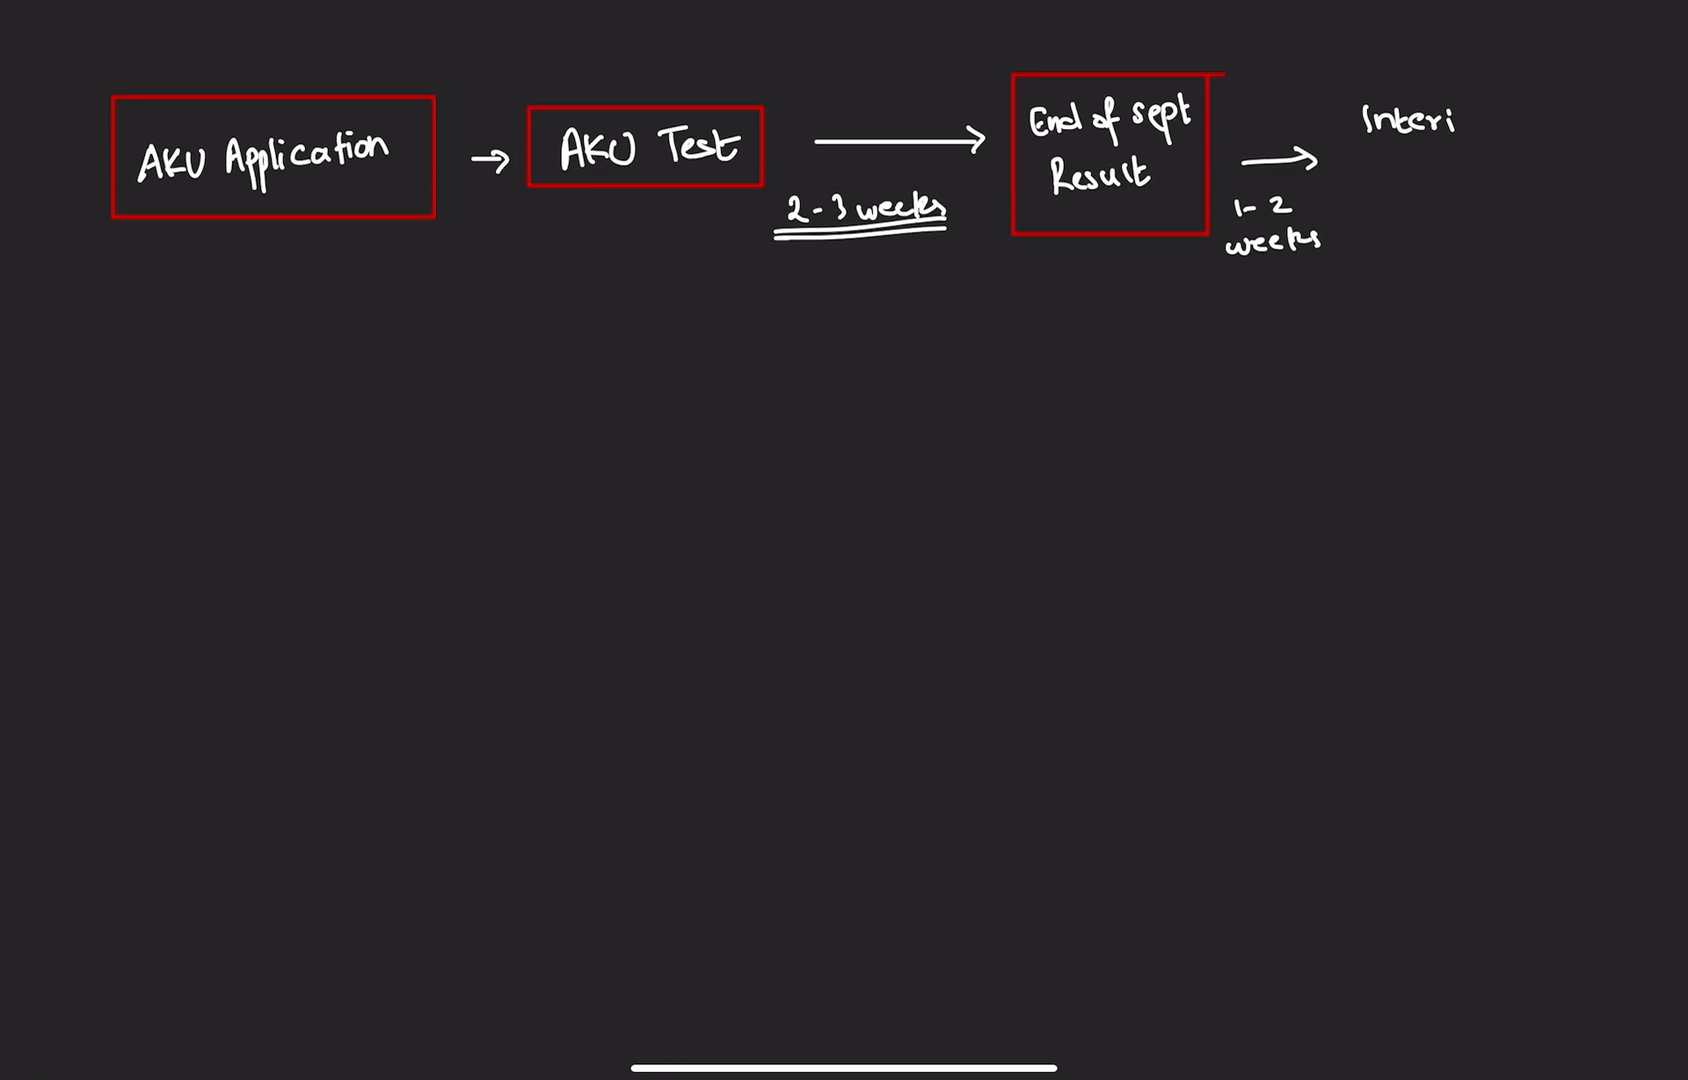 AKU Application → AKU Test → End of sept
Result → Interi
2-3 weeks
1-2
weeks